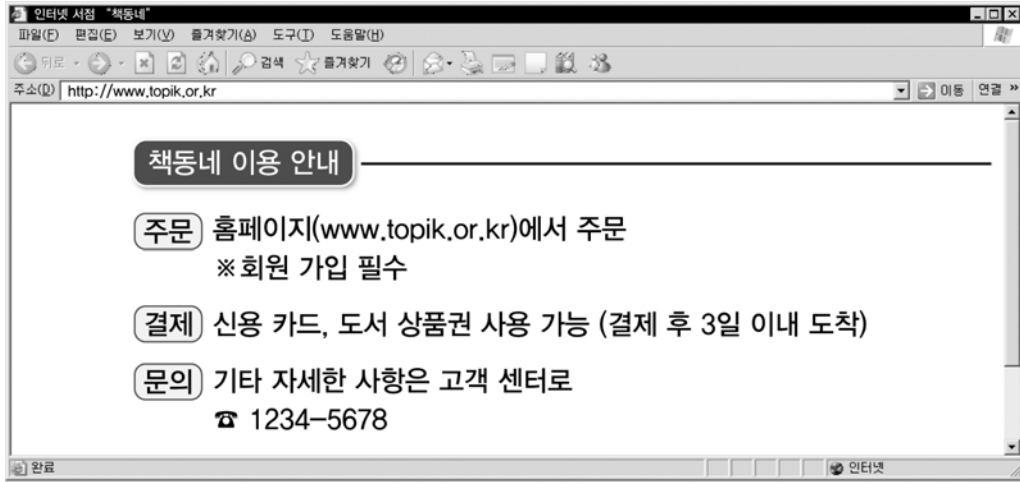 인터넷 서점 "책동네"
파일(F) 편집(E) 보기(V) 즐겨찾기(A) 도구(T) 도움말(H)
뒤로 검색 즐겨찾기
주소(D) http://www.topik.or.kr 이동 연결 »
책동네 이용 안내
주문 홈페이지(www.topik.or.kr)에서 주문
※회원 가입 필수
결제 신용 카드, 도서 상품권 사용 가능 (결제 후 3일 이내 도착)
문의 기타 자세한 사항은 고객 센터로
☎ 1234-5678
완료 인터넷